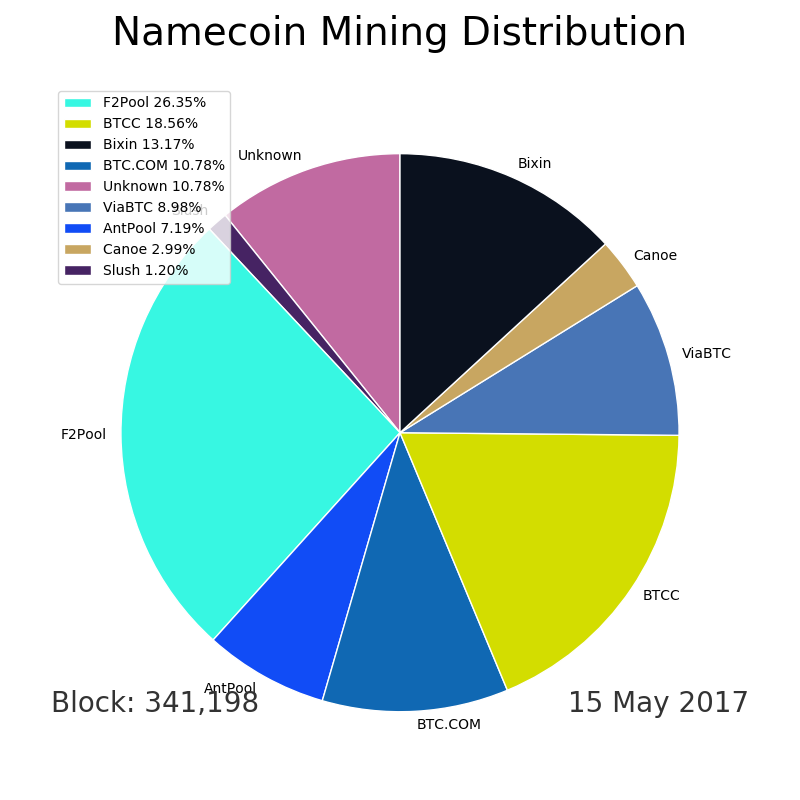 Namecoin Mining Distribution
F2Pool 26.35%
BTCC 18.56%
Bixin 13.17%
BTC.COM 10.78%
Unknown 10.78%
ViaBTC 8.98%
AntPool 7.19%
Canoe 2.99%
Slush 1.20%
Unknown
Bixin
Slush
Canoe
ViaBTC
F2Pool
BTCC
AntPool
BTC.COM
Block: 341,198
15 May 2017